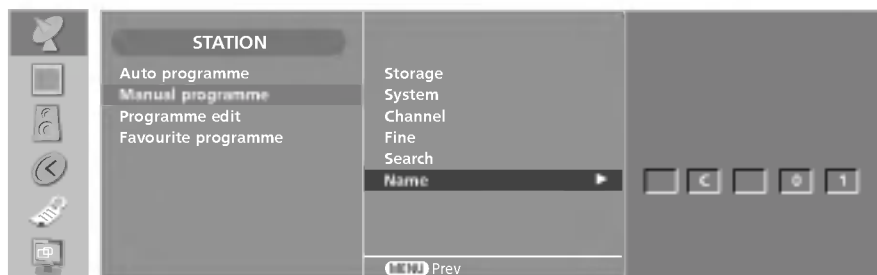 STATION
Auto programme
Manual programme
Programme edit
Favourite programme
Storage
System
Channel
Fine
Search
Name ►
C 0 1
MENU Prev